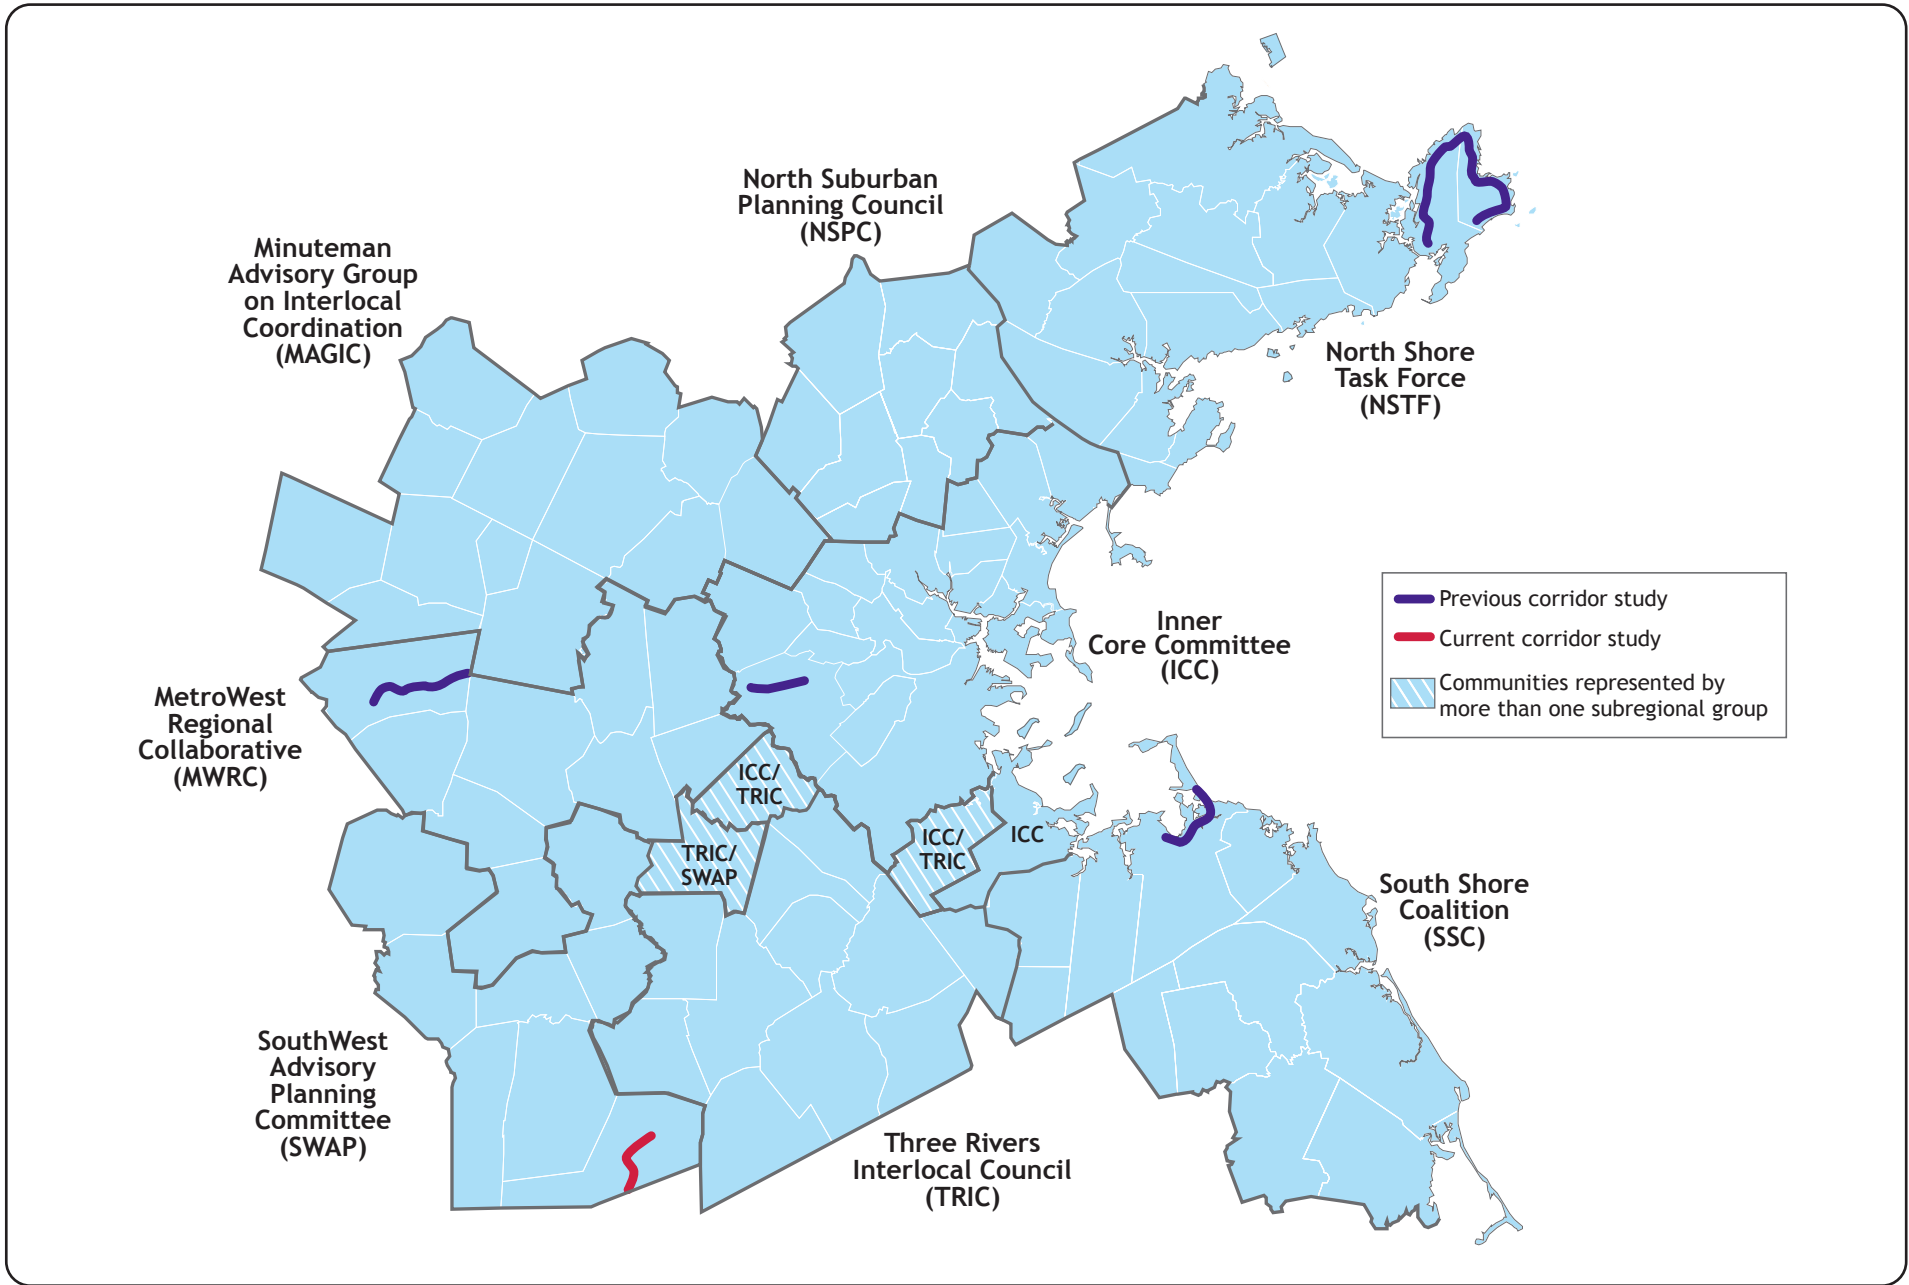 North Suburban
Planning Council
(NSPC)
Minuteman
Advisory Group
on Interlocal
Coordination
(MAGIC)
North Shore
Task Force
(NSTF)
Previous corridor study
Current corridor study
Communities represented by
more than one subregional group
Inner
Core Committee
(ICC)
MetroWest
Regional
Collaborative
(MWRC)
ICC/
TRIC
TRIC/
SWAP
ICC/
TRIC
ICC
South Shore
Coalition
(SSC)
SouthWest
Advisory
Planning
Committee
(SWAP)
Three Rivers
Interlocal Council
(TRIC)